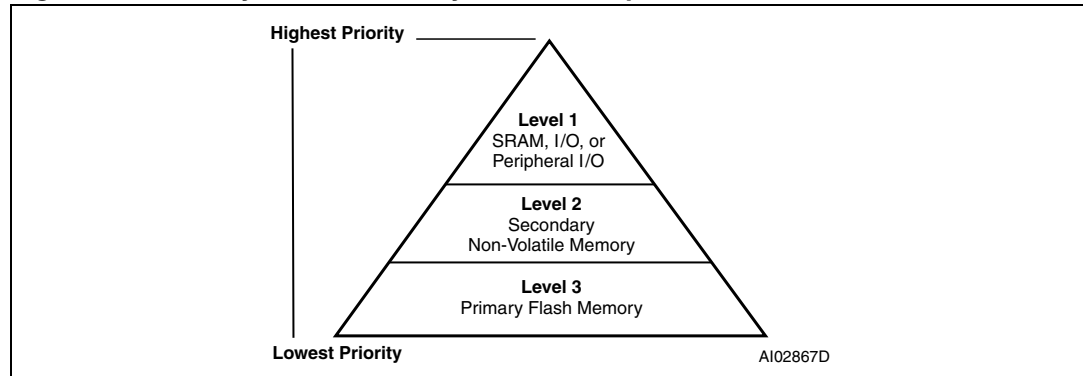 Highest Priority
Level 1
SRAM, I/O, or
Peripheral I/O
Level 2
Secondary
Non-Volatile Memory
Level 3
Primary Flash Memory
Lowest Priority
AI02867D